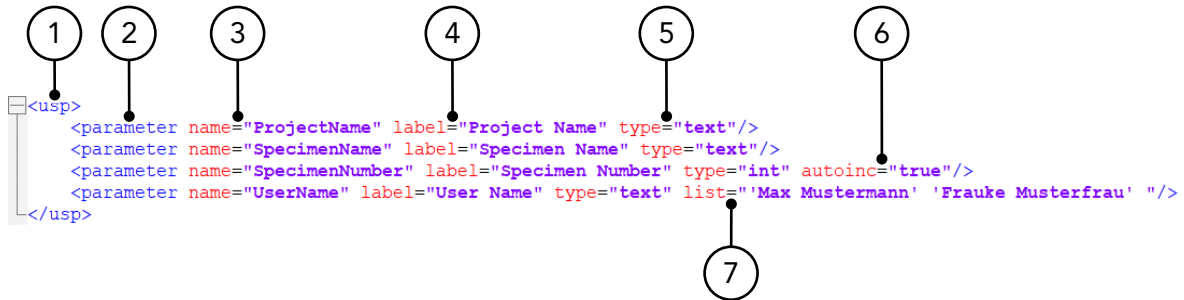 1 2 3 4 5 6
<usp>
<parameter name="ProjectName" label="Project Name" type="text"/>
<parameter name="SpecimenName" label="Specimen Name" type="text"/>
<parameter name="SpecimenNumber" label="Specimen Number" type="int" autoinc="true"/>
<parameter name="UserName" label="User Name" type="text" list="'Max Mustermann' 'Frauke Musterfrau' "/>
</usp>
7